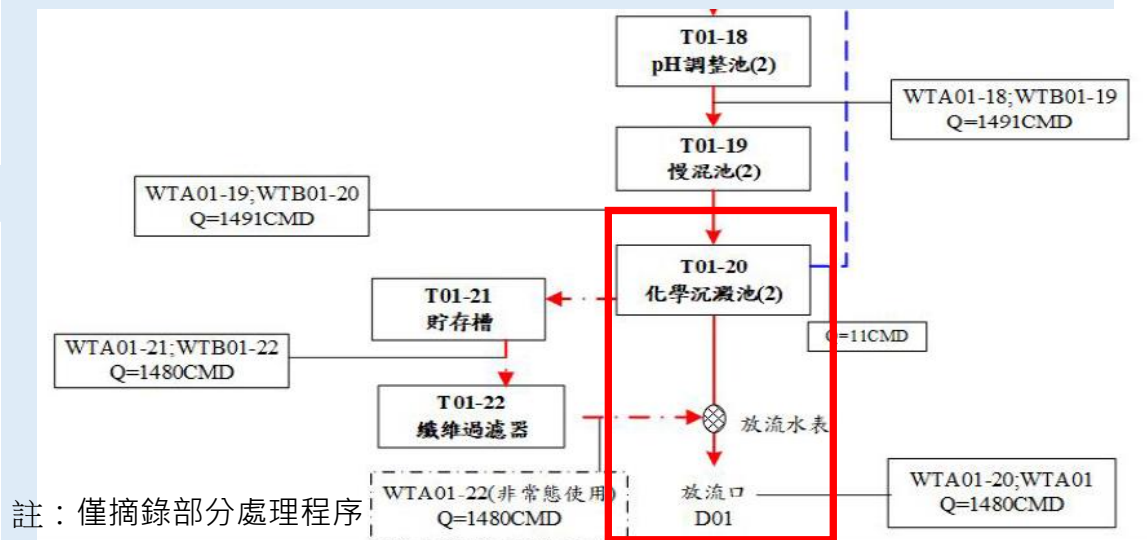 T01-18
pH調整池(2)
WTA01-18;WTB01-19
Q=1491CMD
T01-19
慢混池(2)
WTA01-19;WTB01-20
Q=1491CMD
T01-20
化學沉澱池(2)
T01-21
貯存槽
Q=11CMD
WTA01-21;WTB01-22
Q=1480CMD
T01-22
纖維過濾器
放流水表
WTA01-22(非常態使用)
Q=1480CMD
放流口
D01
WTA01-20;WTA01
Q=1480CMD
註：僅摘錄部分處理程序